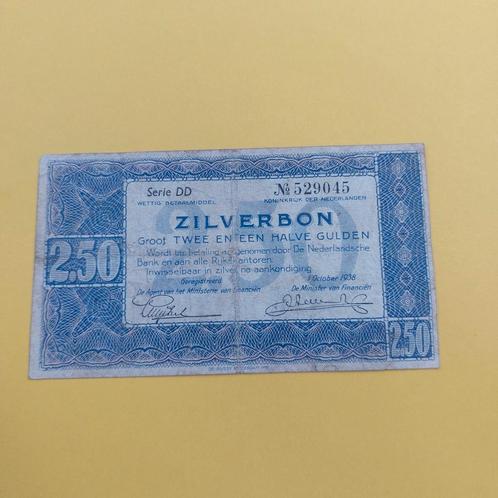 Serie DD
№ 529045
WETTIG BETAALMIDDEL
KONINKRIJK DER NEDERLANDEN
ZILVERBON
Groot TWEE EN EEN HALVE GULDEN
Wordt in betaling aangenomen door De Nederlandsche
Bank en aan alle Rijkskantoren.
Inwisselbaar in zilver na aankondiging
Geregistreerd
1 October 1938
De Agent van het Ministerie van Financiën
De Minister van Financiën
2.50
2.50